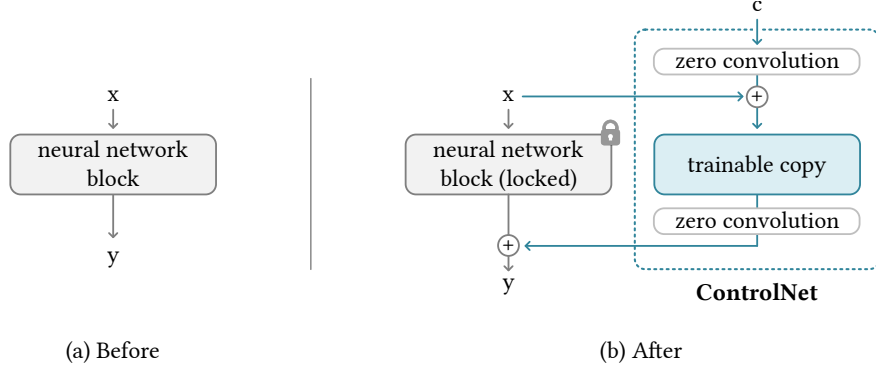 x
neural network
block
y
(a) Before
c
zero convolution
x
+
neural network
block (locked)
trainable copy
zero convolution
+
y
ControlNet
(b) After